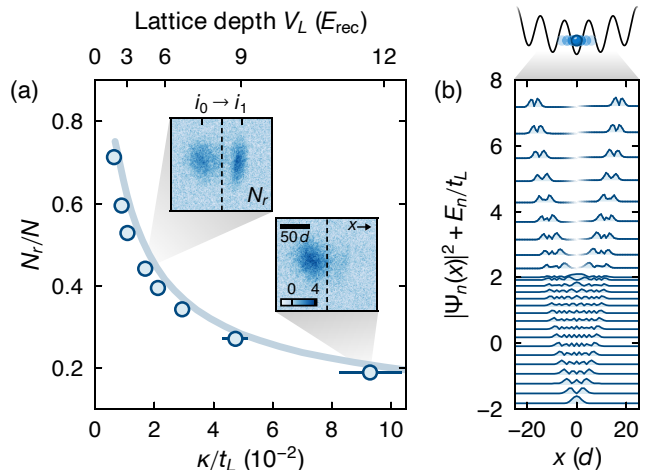 Lattice depth V_L (E_rec)
0 3 6 9 12
(a)
0.8
0.6
0.4
0.2
N_r/N
i_0 → i_1
N_r
50 d
x→
0 4
0 2 4 6 8 10
κ/t_L (10^-2)
(b)
8
6
4
2
0
−2
|Ψ_n(x)|^2 + E_n/t_L
−20 0 20
x (d)